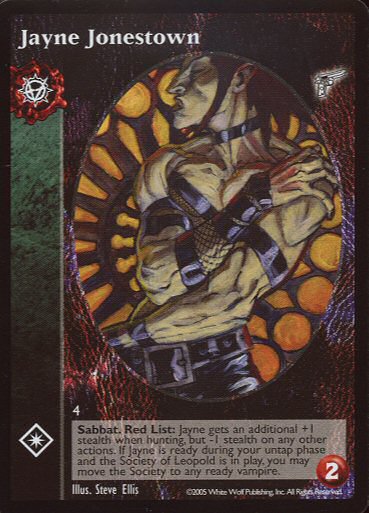 Jayne Jonestown
4
Sabbat. Red List: Jayne gets an additional +1
stealth when hunting, but -1 stealth on any other
actions. If Jayne is ready during your untap phase
and the Society of Leopold is in play, you may
move the Society to any ready vampire.
2
Illus. Steve Ellis
©2005 White Wolf Publishing, Inc. All Rights Reserved.